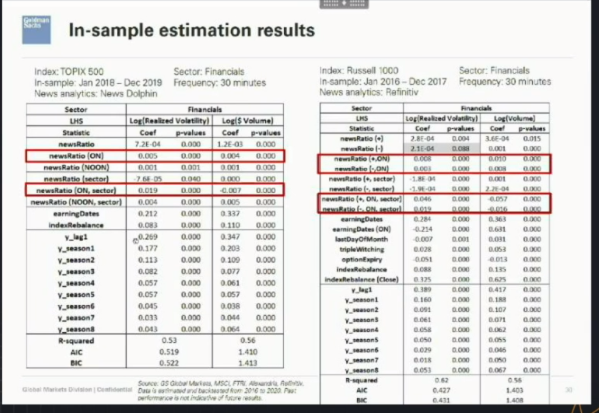 Goldman
Sachs
In-sample estimation results
Index: TOPIX 500 Sector: Financials
In-sample: Jan 2018 – Dec 2019 Frequency: 30 minutes
News analytics: News Dolphin
Sector Financials
LHS Log(Realized Volatility) Log($ Volume)
Statistic Coef p-values Coef p-values
newsRatio 7.2E-04 0.000 1.2E-03 0.000
newsRatio (ON) 0.005 0.000 0.004 0.000
newsRatio (NOON) 0.001 0.001 0.001 0.000
newsRatio (sector) -7.6E-05 0.040 0.000 0.000
newsRatio (ON, sector) 0.019 0.000 -0.007 0.000
newsRatio (NOON, sector) 0.004 0.000 0.005 0.000
earningDates 0.212 0.000 0.337 0.000
indexRebalance 0.083 0.000 0.110 0.000
y_lag1 0.269 0.000 0.347 0.000
y_season1 0.177 0.000 0.203 0.000
y_season2 0.113 0.000 0.109 0.000
y_season3 0.082 0.000 0.077 0.000
y_season4 0.057 0.000 0.061 0.000
y_season5 0.057 0.000 0.057 0.000
y_season6 0.045 0.000 0.038 0.000
y_season7 0.033 0.000 0.044 0.000
y_season8 0.043 0.000 0.064 0.000
R-squared 0.53 0.56
AIC 0.519 1.410
BIC 0.522 1.413
Index: Russell 1000 Sector: Financials
In-sample: Jan 2016 – Dec 2017 Frequency: 30 minutes
News analytics: Refinitiv
Sector Financials
LHS Log(Realized Volatility) Log(Volume)
Statistic Coef p-values Coef p-values
newsRatio (+) 2.8E-04 0.004 3.6E-04 0.015
newsRatio (-) 2.1E-04 0.088 0.001 0.000
newsRatio (+,ON) 0.008 0.000 0.010 0.000
newsRatio (-,ON) 0.003 0.000 0.008 0.000
newsRatio (+, sector) -1.8E-04 0.000 0.001 0.000
newsRatio (-, sector) -1.9E-04 0.000 2.2E-04 0.000
newsRatio (+, ON, sector) 0.046 0.000 -0.057 0.000
newsRatio (-, ON, sector) 0.019 0.000 -0.016 0.000
earningDates 0.284 0.000 0.363 0.000
earningDates (ON) -0.214 0.000 0.631 0.000
lastDayOfMonth -0.007 0.000 0.031 0.000
tripleWitching 0.028 0.000 0.053 0.000
optionExpiry -0.051 0.000 -0.013 0.000
indexRebalance 0.088 0.000 0.135 0.000
indexRebalance (Close) 0.325 0.000 0.625 0.000
y_lag1 0.389 0.000 0.417 0.000
y_season1 0.160 0.000 0.188 0.000
y_season2 0.091 0.000 0.107 0.000
y_season3 0.061 0.000 0.071 0.000
y_season4 0.058 0.000 0.062 0.000
y_season5 0.050 0.000 0.055 0.000
y_season6 0.029 0.000 0.046 0.000
y_season7 0.018 0.000 0.050 0.000
y_season8 0.053 0.000 0.067 0.000
R-squared 0.62 0.56
AIC 0.427 1.403
BIC 0.431 1.408
Global Markets Division | Confidential
Source: GS Global Markets, MSCI, FTRI, Alexandria, Refinitiv.
Data is estimated and backtested from 2016 to 2020. Past
performance is not indicative of future results.